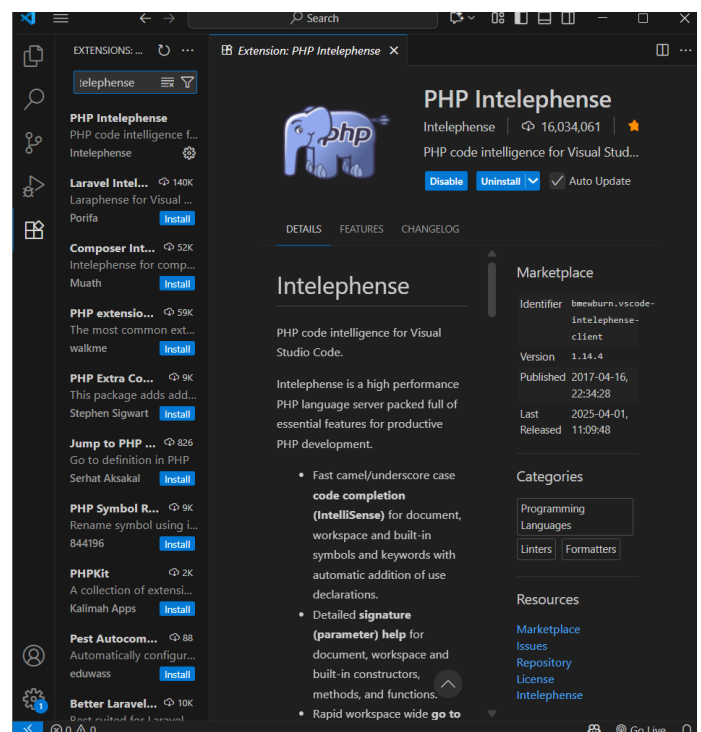 Search
EXTENSIONS: ...
Extension: PHP Intelephense
telephense
PHP Intelephense
PHP code intelligence f...
Intelephense
Laravel Intel... 140K
Laraphense for Visual ...
Porifa Install
Composer Int... 52K
Intelephense for comp...
Muath Install
PHP extensio... 59K
The most common ext...
walkme Install
PHP Extra Co... 9K
This package adds add...
Stephen Sigwart Install
Jump to PHP ... 826
Go to definition in PHP
Serhat Aksakal Install
PHP Symbol R... 9K
Rename symbol using i...
844196 Install
PHPKit 2K
A collection of extensi...
Kalimah Apps Install
Pest Autocom... 88
Automatically configur...
eduwass Install
Better Laravel... 10K
Best suited for Laravel
php
PHP Intelephense
Intelephense 16,034,061
PHP code intelligence for Visual Stud...
Disable Uninstall Auto Update
DETAILS FEATURES CHANGELOG
Intelephense
PHP code intelligence for Visual
Studio Code.
Intelephense is a high performance
PHP language server packed full of
essential features for productive
PHP development.
• Fast camel/underscore case
code completion
(IntelliSense) for document,
workspace and built-in
symbols and keywords with
automatic addition of use
declarations.
• Detailed signature
(parameter) help for
document, workspace and
built-in constructors,
methods, and functions.
• Rapid workspace wide go to
Marketplace
Identifier bmewburn.vscode-
intelephense-
client
Version 1.14.4
Published 2017-04-16,
22:34:28
Last 2025-04-01,
Released 11:09:48
Categories
Programming
Languages
Linters Formatters
Resources
Marketplace
Issues
Repository
License
Intelephense
1
0 0 Go Live